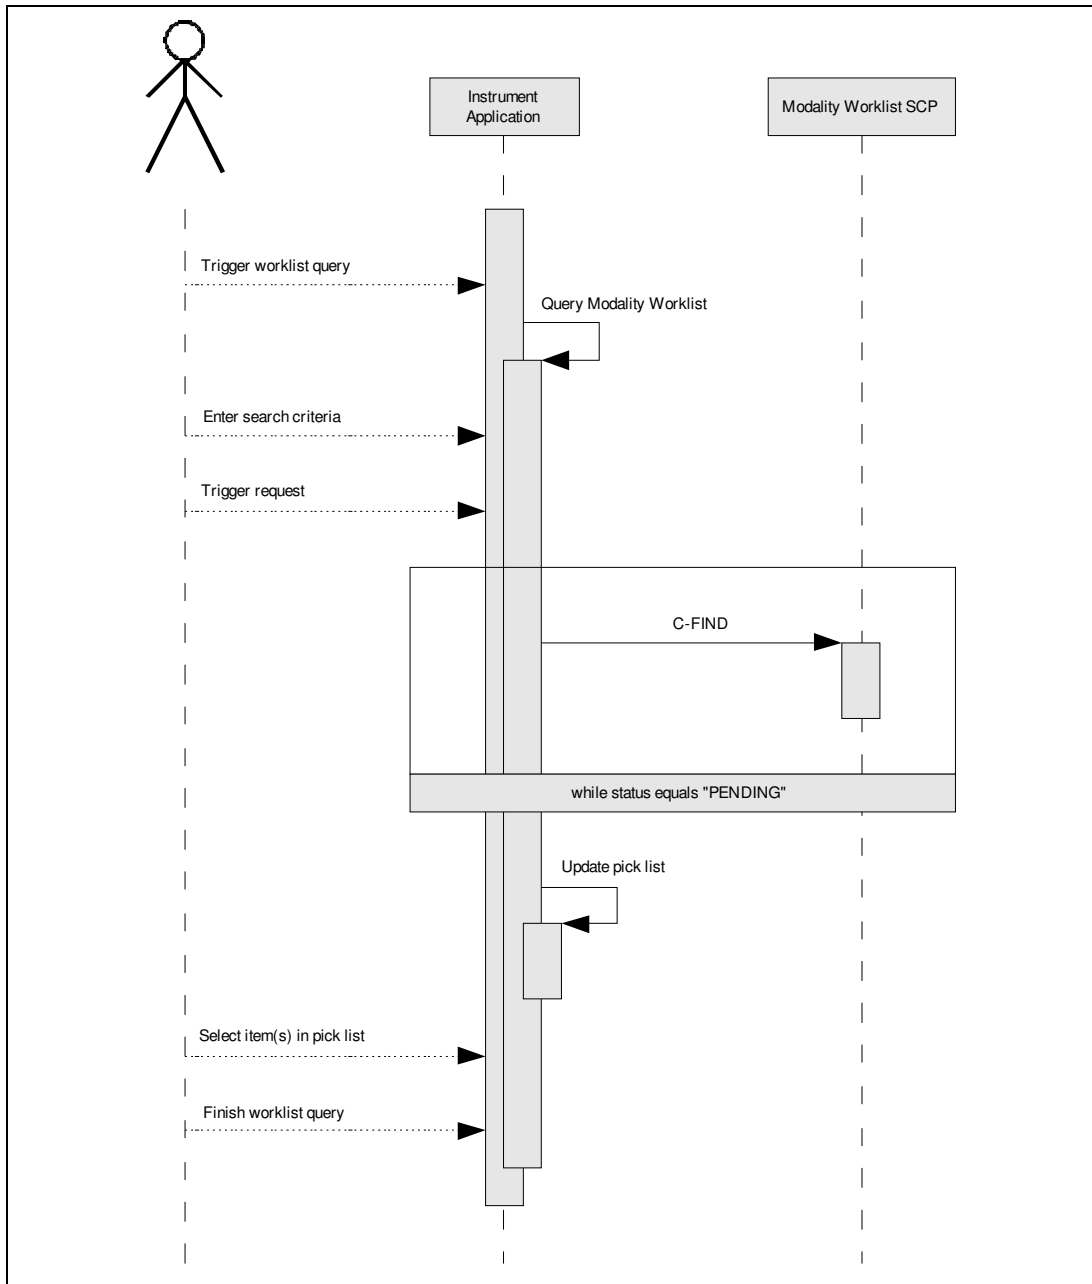 Instrument
Application
Modality Worklist SCP
Trigger worklist query
Query Modality Worklist
Enter search criteria
Trigger request
C-FIND
while status equals "PENDING"
Update pick list
Select item(s) in pick list
Finish worklist query